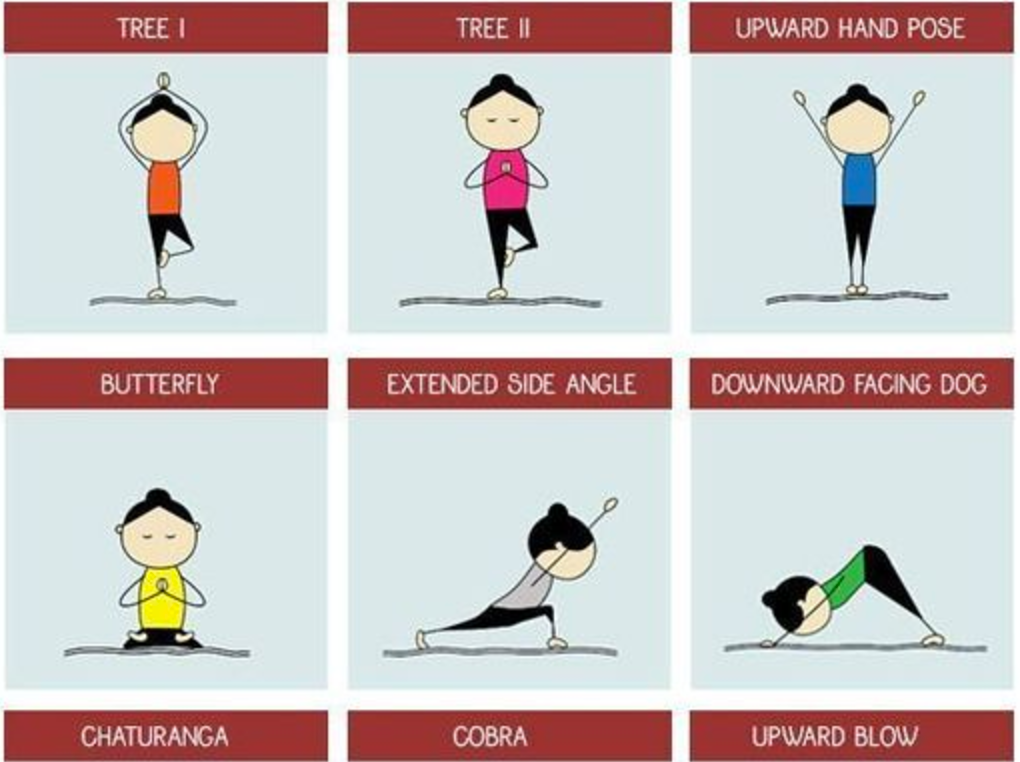 TREE I
TREE II
UPWARD HAND POSE
BUTTERFLY
EXTENDED SIDE ANGLE
DOWNWARD FACING DOG
CHATURANGA
COBRA
UPWARD BLOW